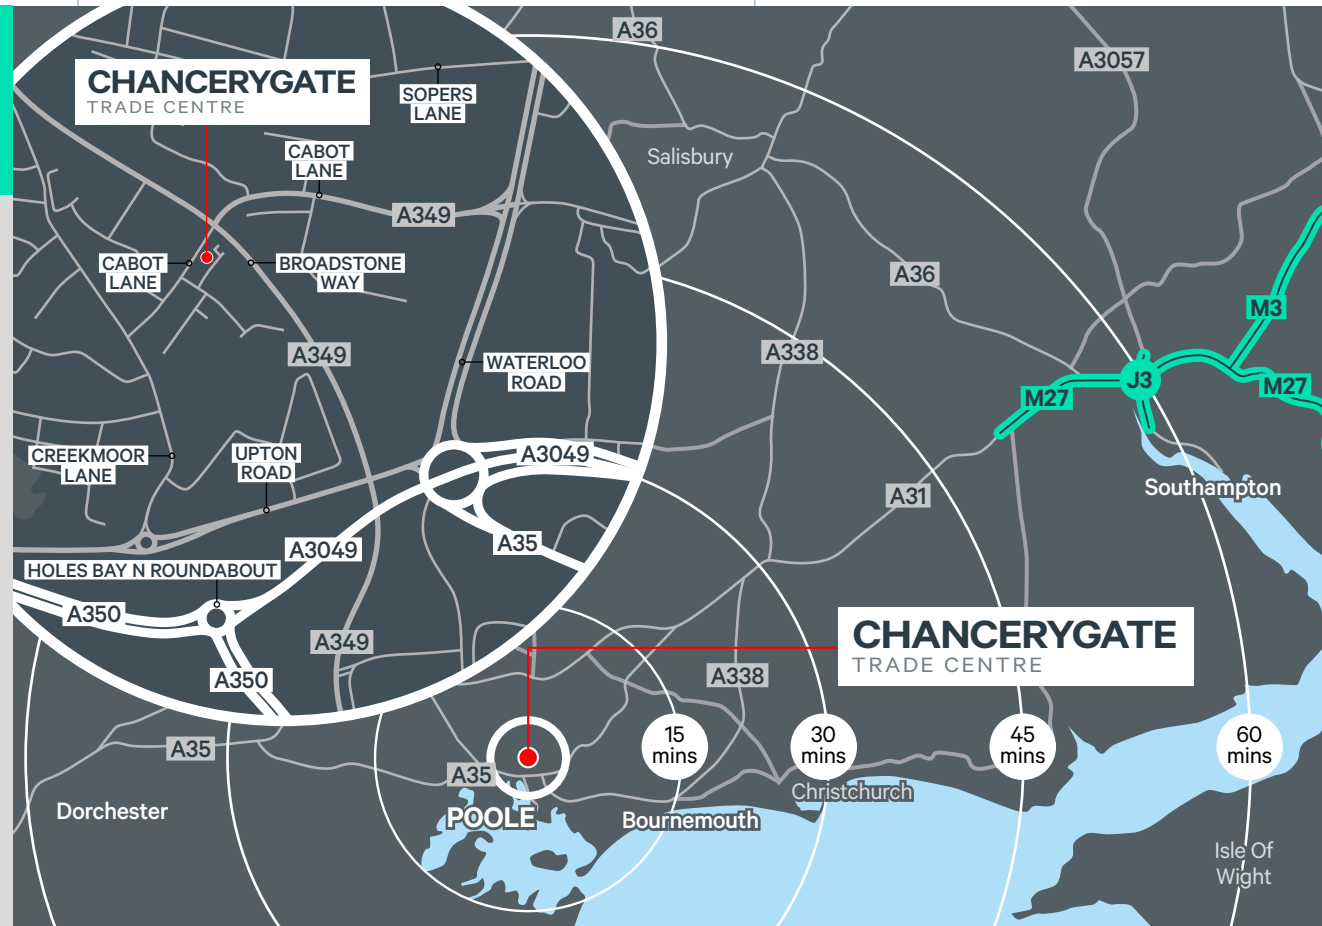 A36
A3057
CHANCERYGATE
TRADE CENTRE
SOPERS
LANE
CABOT
LANE
Salisbury
A349
CABOT
LANE
BROADSTONE
WAY
A36
M3
A349
WATERLOO
ROAD
A338
J3
M27
M27
CREEKMOOR
LANE
UPTON
ROAD
A3049
A31
Southampton
A3049
A35
HOLES BAY N ROUNDABOUT
A350
A349
A350
CHANCERYGATE
TRADE CENTRE
A338
A35
15
mins
30
mins
45
mins
60
mins
A35
Christchurch
Dorchester
POOLE
Bournemouth
Isle Of
Wight